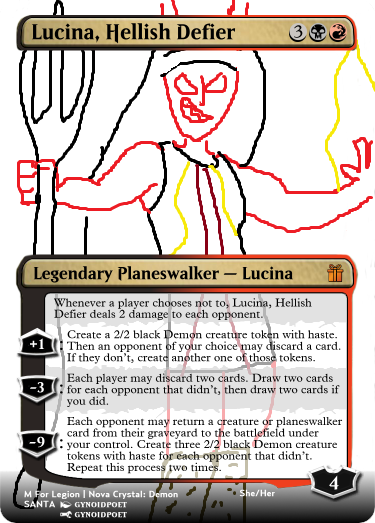 Lucina, Hellish Defier 3
Legendary Planeswalker — Lucina
Whenever a player chooses not to, Lucina, Hellish
Defier deals 2 damage to each opponent.
+1: Create a 2/2 black Demon creature token with haste.
Then an opponent of your choice may discard a card.
If they don't, create another one of those tokens.
−3: Each player may discard two cards. Draw two cards
for each opponent that didn't, then draw two cards if
you did.
−9: Each opponent may return a creature or planeswalker
card from their graveyard to the battlefield under
your control. Create three 2/2 black Demon creature
tokens with haste for each opponent that didn't.
Repeat this process two times.
4
M For Legion | Nova Crystal: Demon She/Her
SANTA GYNOIDPOET
GYNOIDPOET